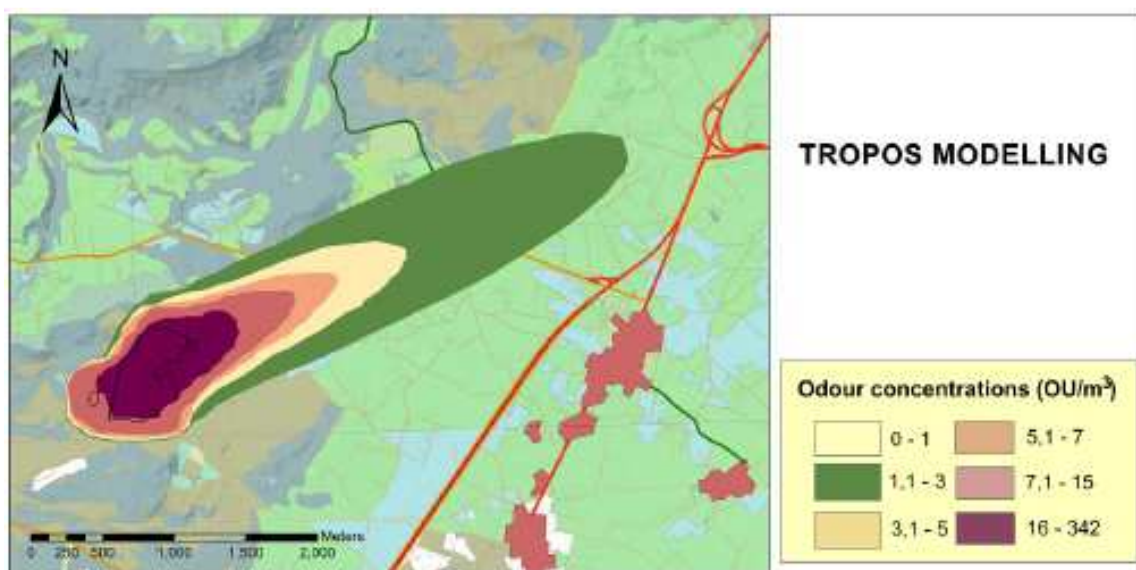 N
TROPOS MODELLING
Odour concentrations (OU/m³)
0 - 1
5,1 - 7
1,1 - 3
7,1 - 15
3,1 - 5
16 - 342
Meters
0 250 500 1,000 1,500 2,000